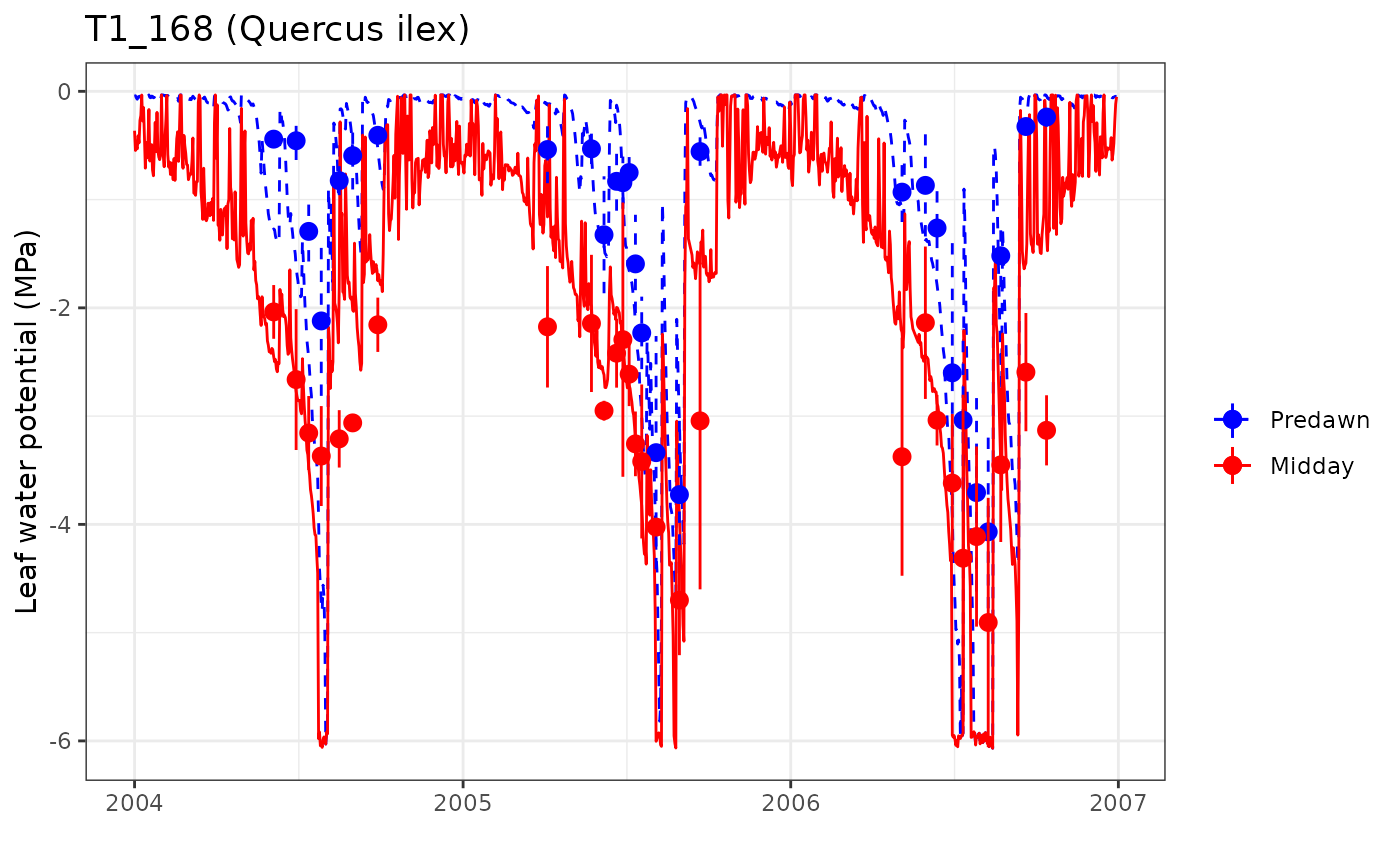 T1_168 (Quercus ilex)
Leaf water potential (MPa)
0
-2
-4
-6
2004
2005
2006
2007
Predawn
Midday